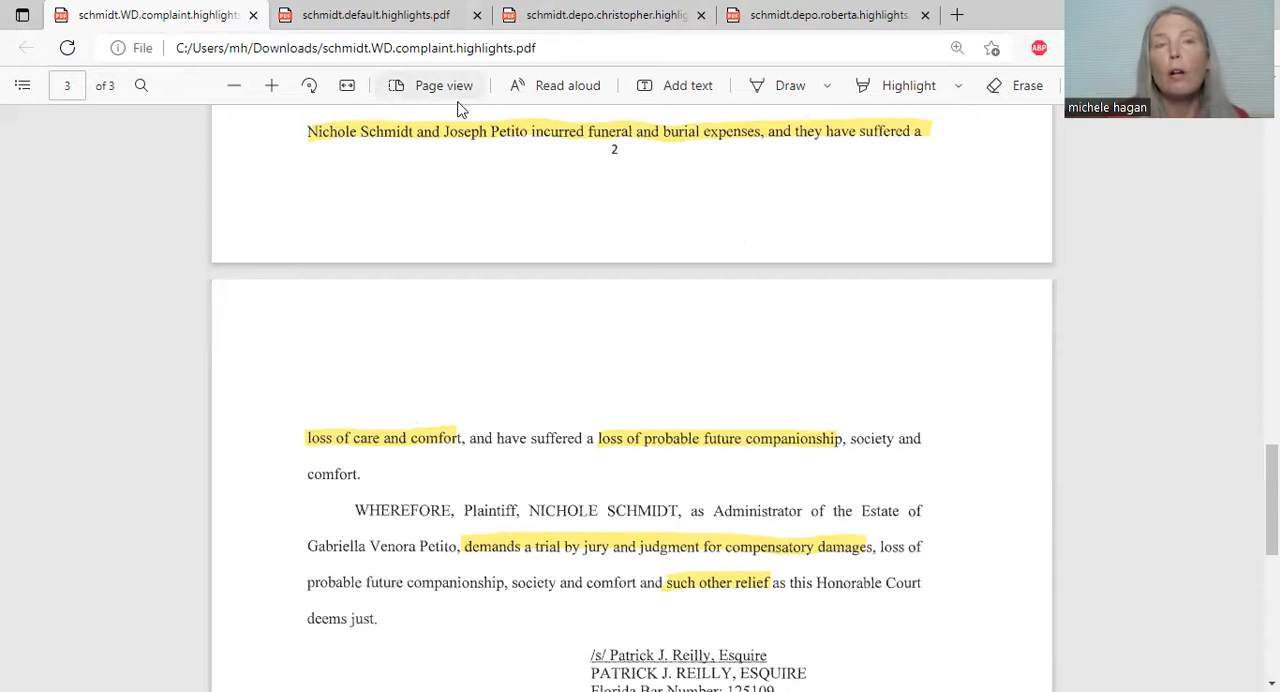 schmidt.WD.complaint.highlights
schmidt.default.highlights.pdf
schmidt.depo.christopher.highlig
schmidt.depo.roberta.highlights
File
C:/Users/mh/Downloads/schmidt.WD.complaint.highlights.pdf
ABP
michele hagan
3 of 3
Page view
Read aloud
Add text
Draw
Highlight
Erase
Nichole Schmidt and Joseph Petito incurred funeral and burial expenses, and they have suffered a
2
loss of care and comfort, and have suffered a loss of probable future companionship, society and
comfort.
WHEREFORE, Plaintiff, NICHOLE SCHMIDT, as Administrator of the Estate of
Gabriella Venora Petito, demands a trial by jury and judgment for compensatory damages, loss of
probable future companionship, society and comfort and such other relief as this Honorable Court
deems just.
/s/ Patrick J. Reilly, Esquire
PATRICK J. REILLY, ESQUIRE
Florida Bar Number: 125109